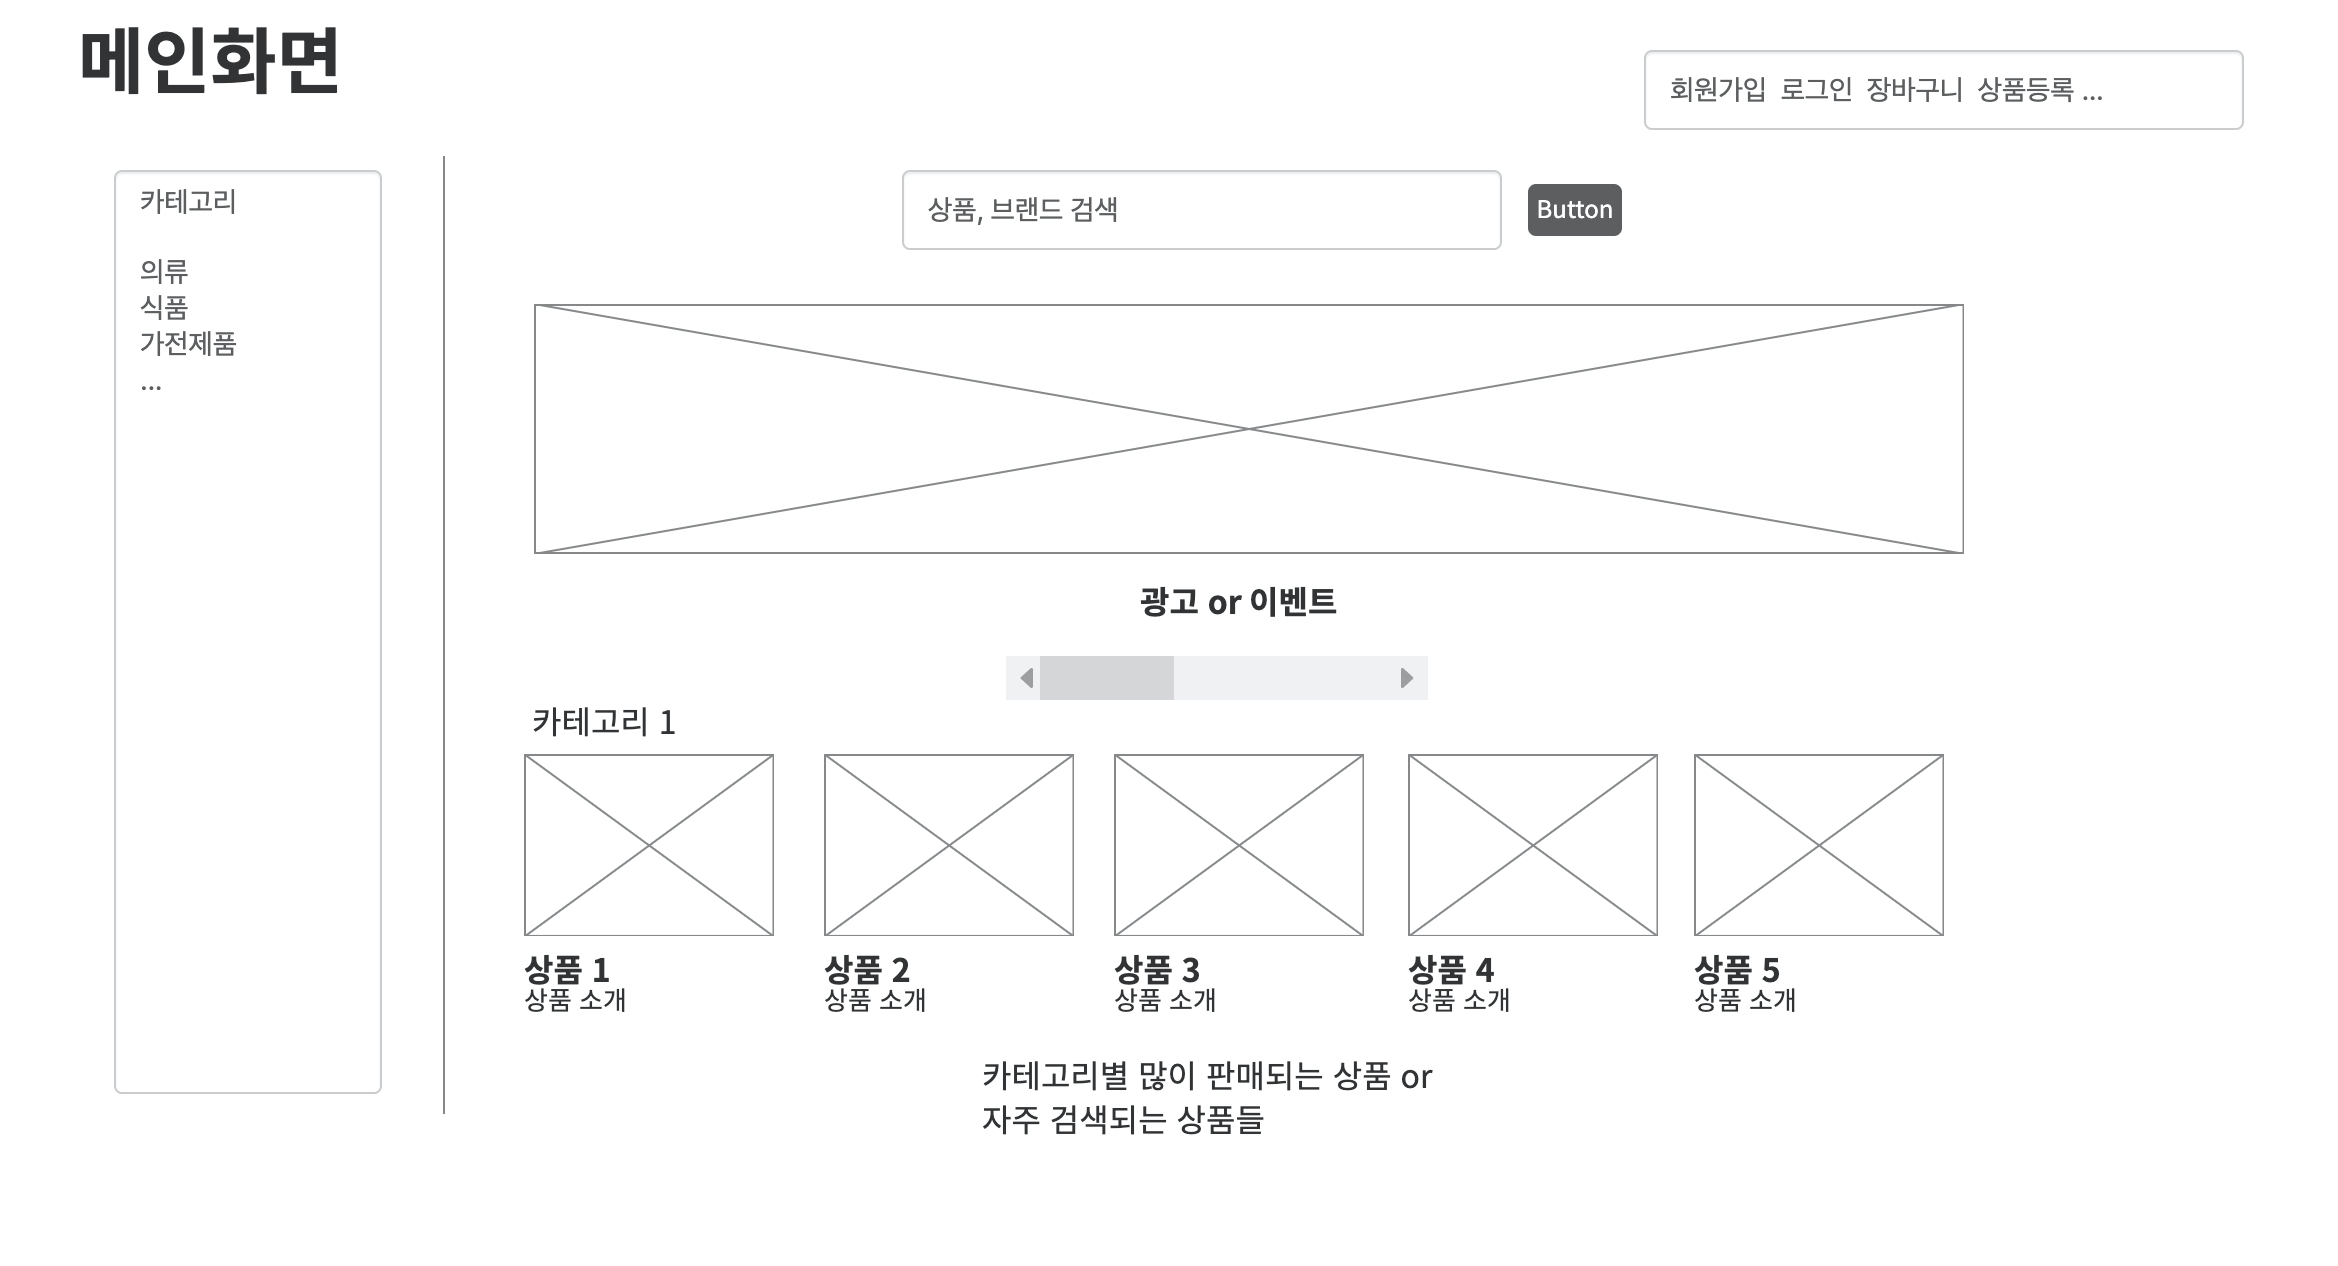 메인화면
회원가입 로그인 장바구니 상품등록 ...
카테고리
의류
식품
가전제품
...
상품, 브랜드 검색
Button
광고 or 이벤트
카테고리 1
상품 1
상품 소개
상품 2
상품 소개
상품 3
상품 소개
상품 4
상품 소개
상품 5
상품 소개
카테고리별 많이 판매되는 상품 or
자주 검색되는 상품들